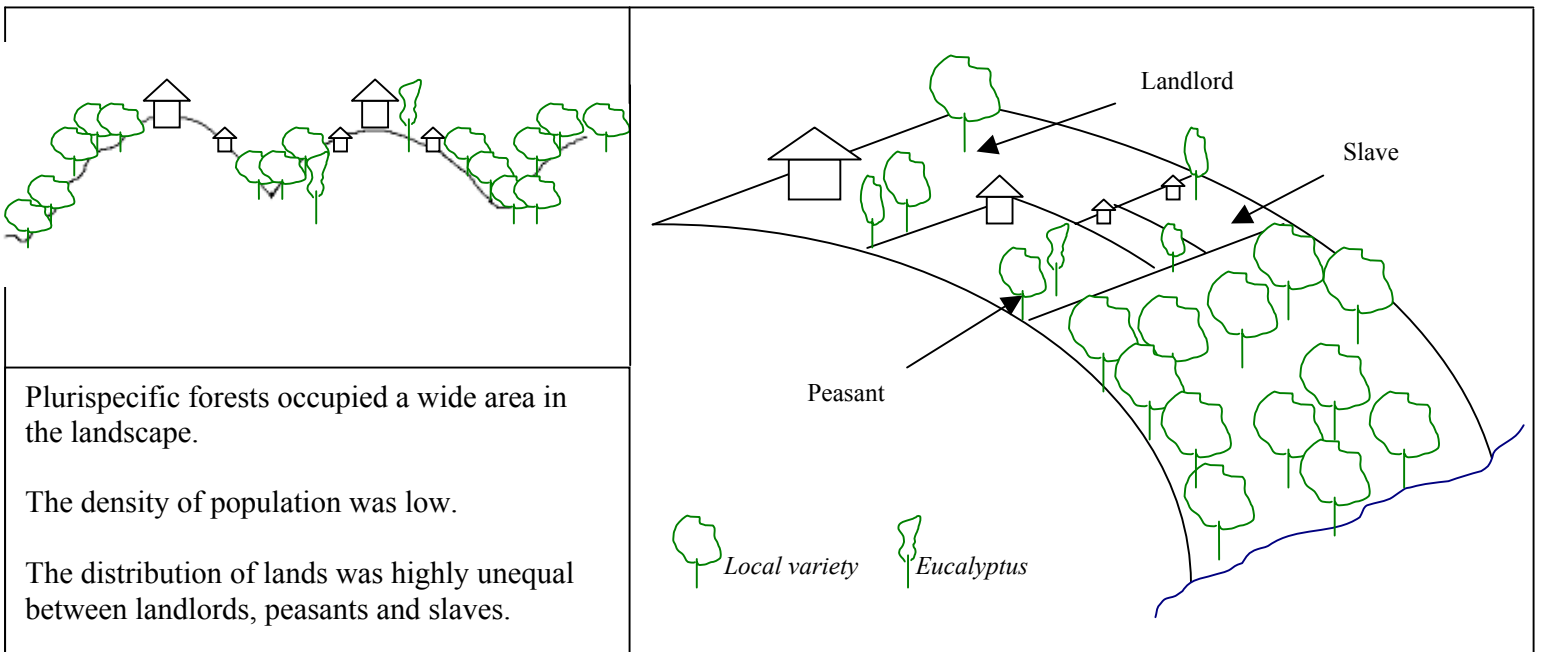 Plurispecific forests occupied a wide area in
the landscape.
The density of population was low.
The distribution of lands was highly unequal
between landlords, peasants and slaves.
Landlord
Slave
Peasant
Local variety
Eucalyptus